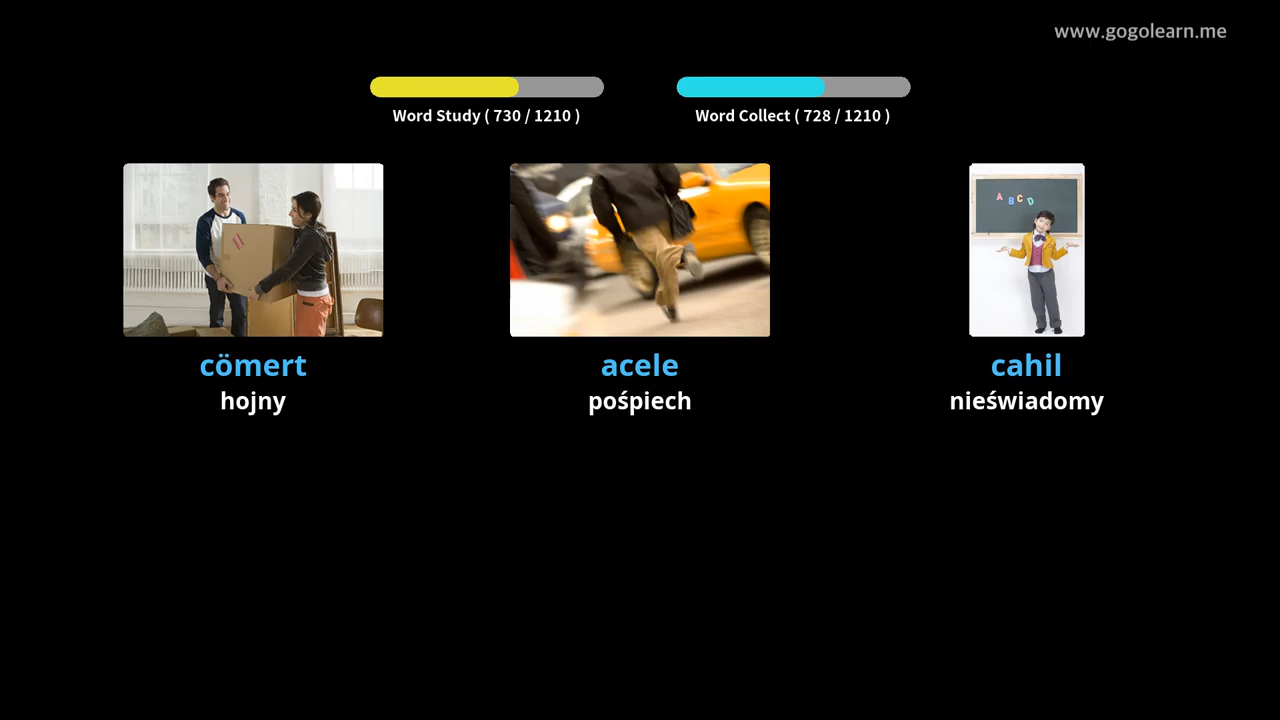 www.gogolearn.me
Word Study ( 730 / 1210 )
Word Collect ( 728 / 1210 )
A B C D
cömert
acele
cahil
hojny
pośpiech
nieświadomy